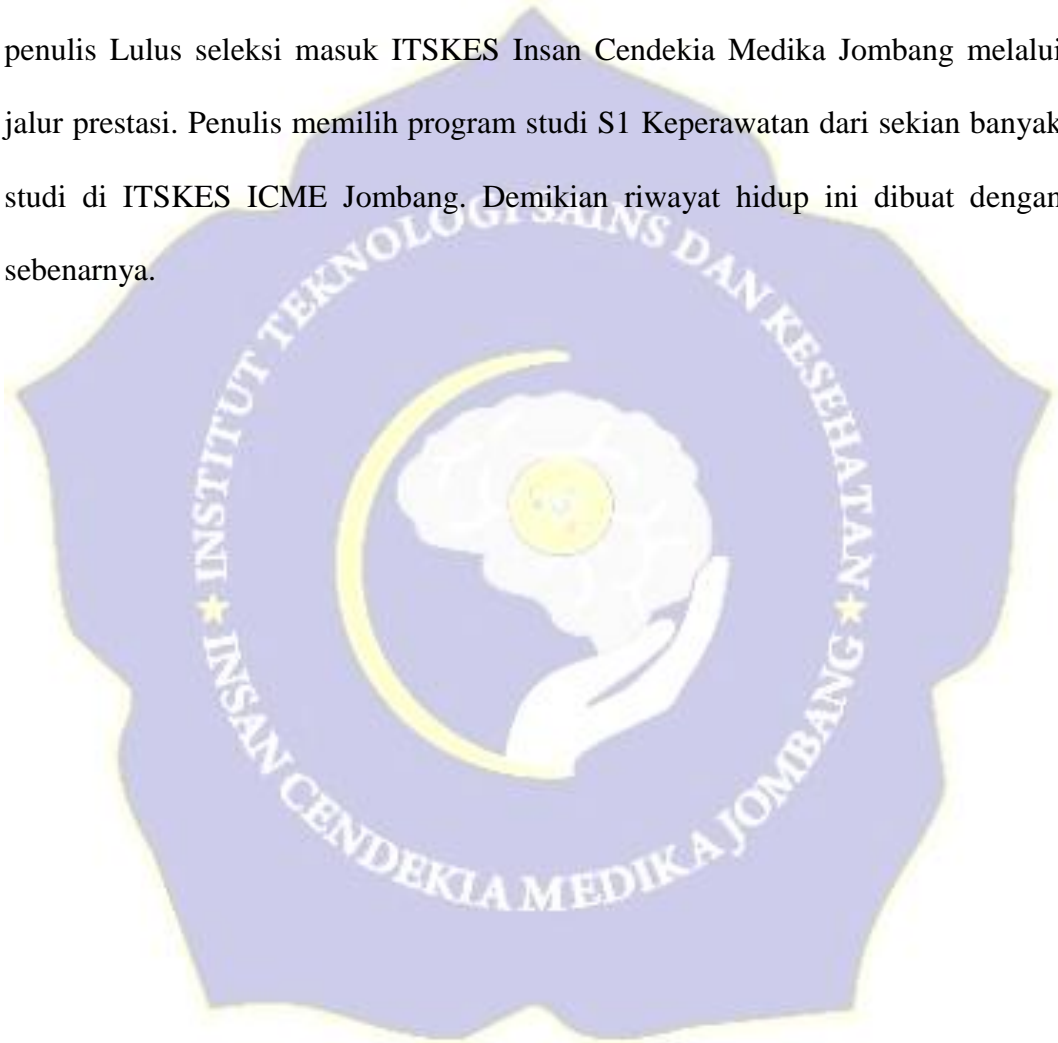 penulis Lulus seleksi masuk ITSKES Insan Cendekia Medika Jombang melalui
jalur prestasi. Penulis memilih program studi S1 Keperawatan dari sekian banyak
studi di ITSKES ICME Jombang. Demikian riwayat hidup ini dibuat dengan
sebenarnya.
INSTITUT TEKNOLOGI SAINS DAN KESEHATAN
INSAN CENDEKIA MEDIKA JOMBANG